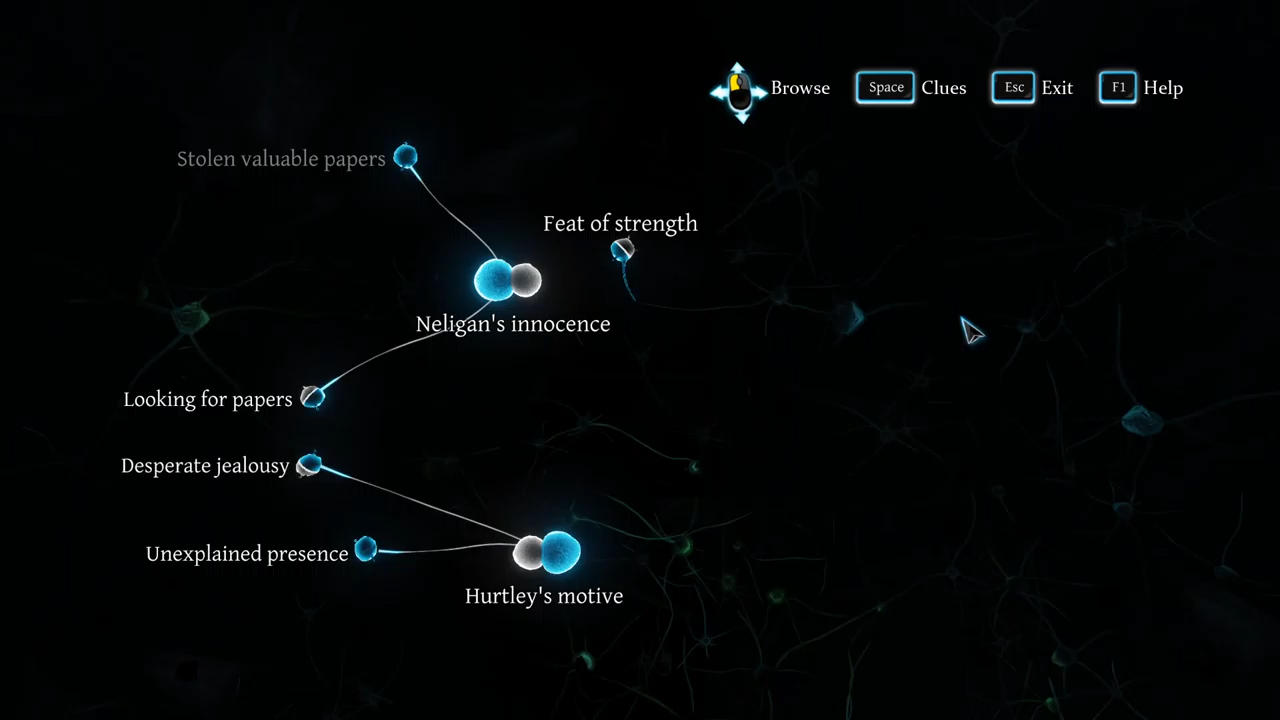 Browse
Space Clues
Esc Exit
F1 Help
Stolen valuable papers
Feat of strength
Neligan's innocence
Looking for papers
Desperate jealousy
Unexplained presence
Hurtley's motive